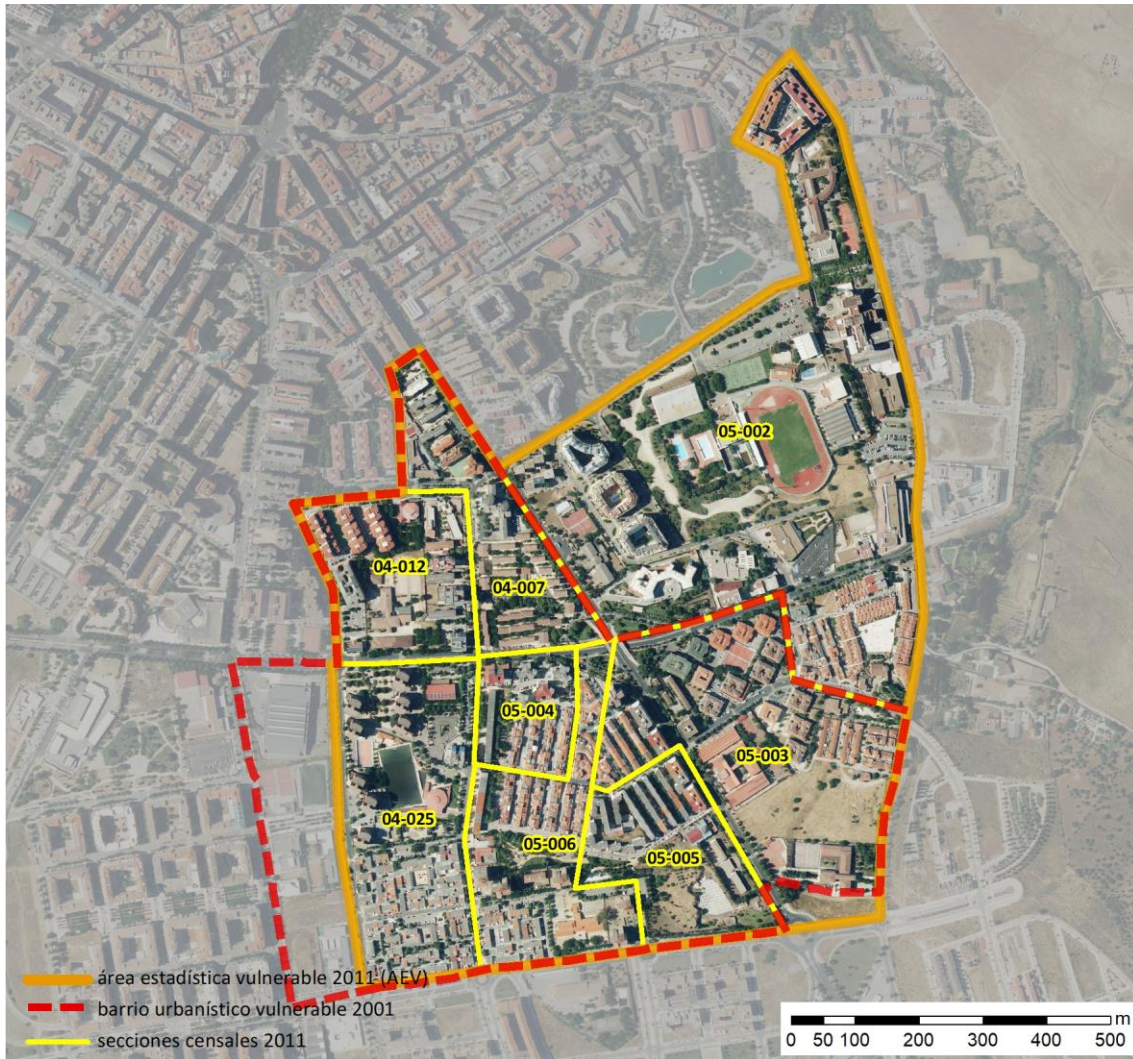 05-002
04-012
04-007
05-004
05-003
04-025
05-006
05-005
área estadística vulnerable 2011 (AEV)
barrio urbanístico vulnerable 2001
secciones censales 2011
m
0 50 100 200 300 400 500